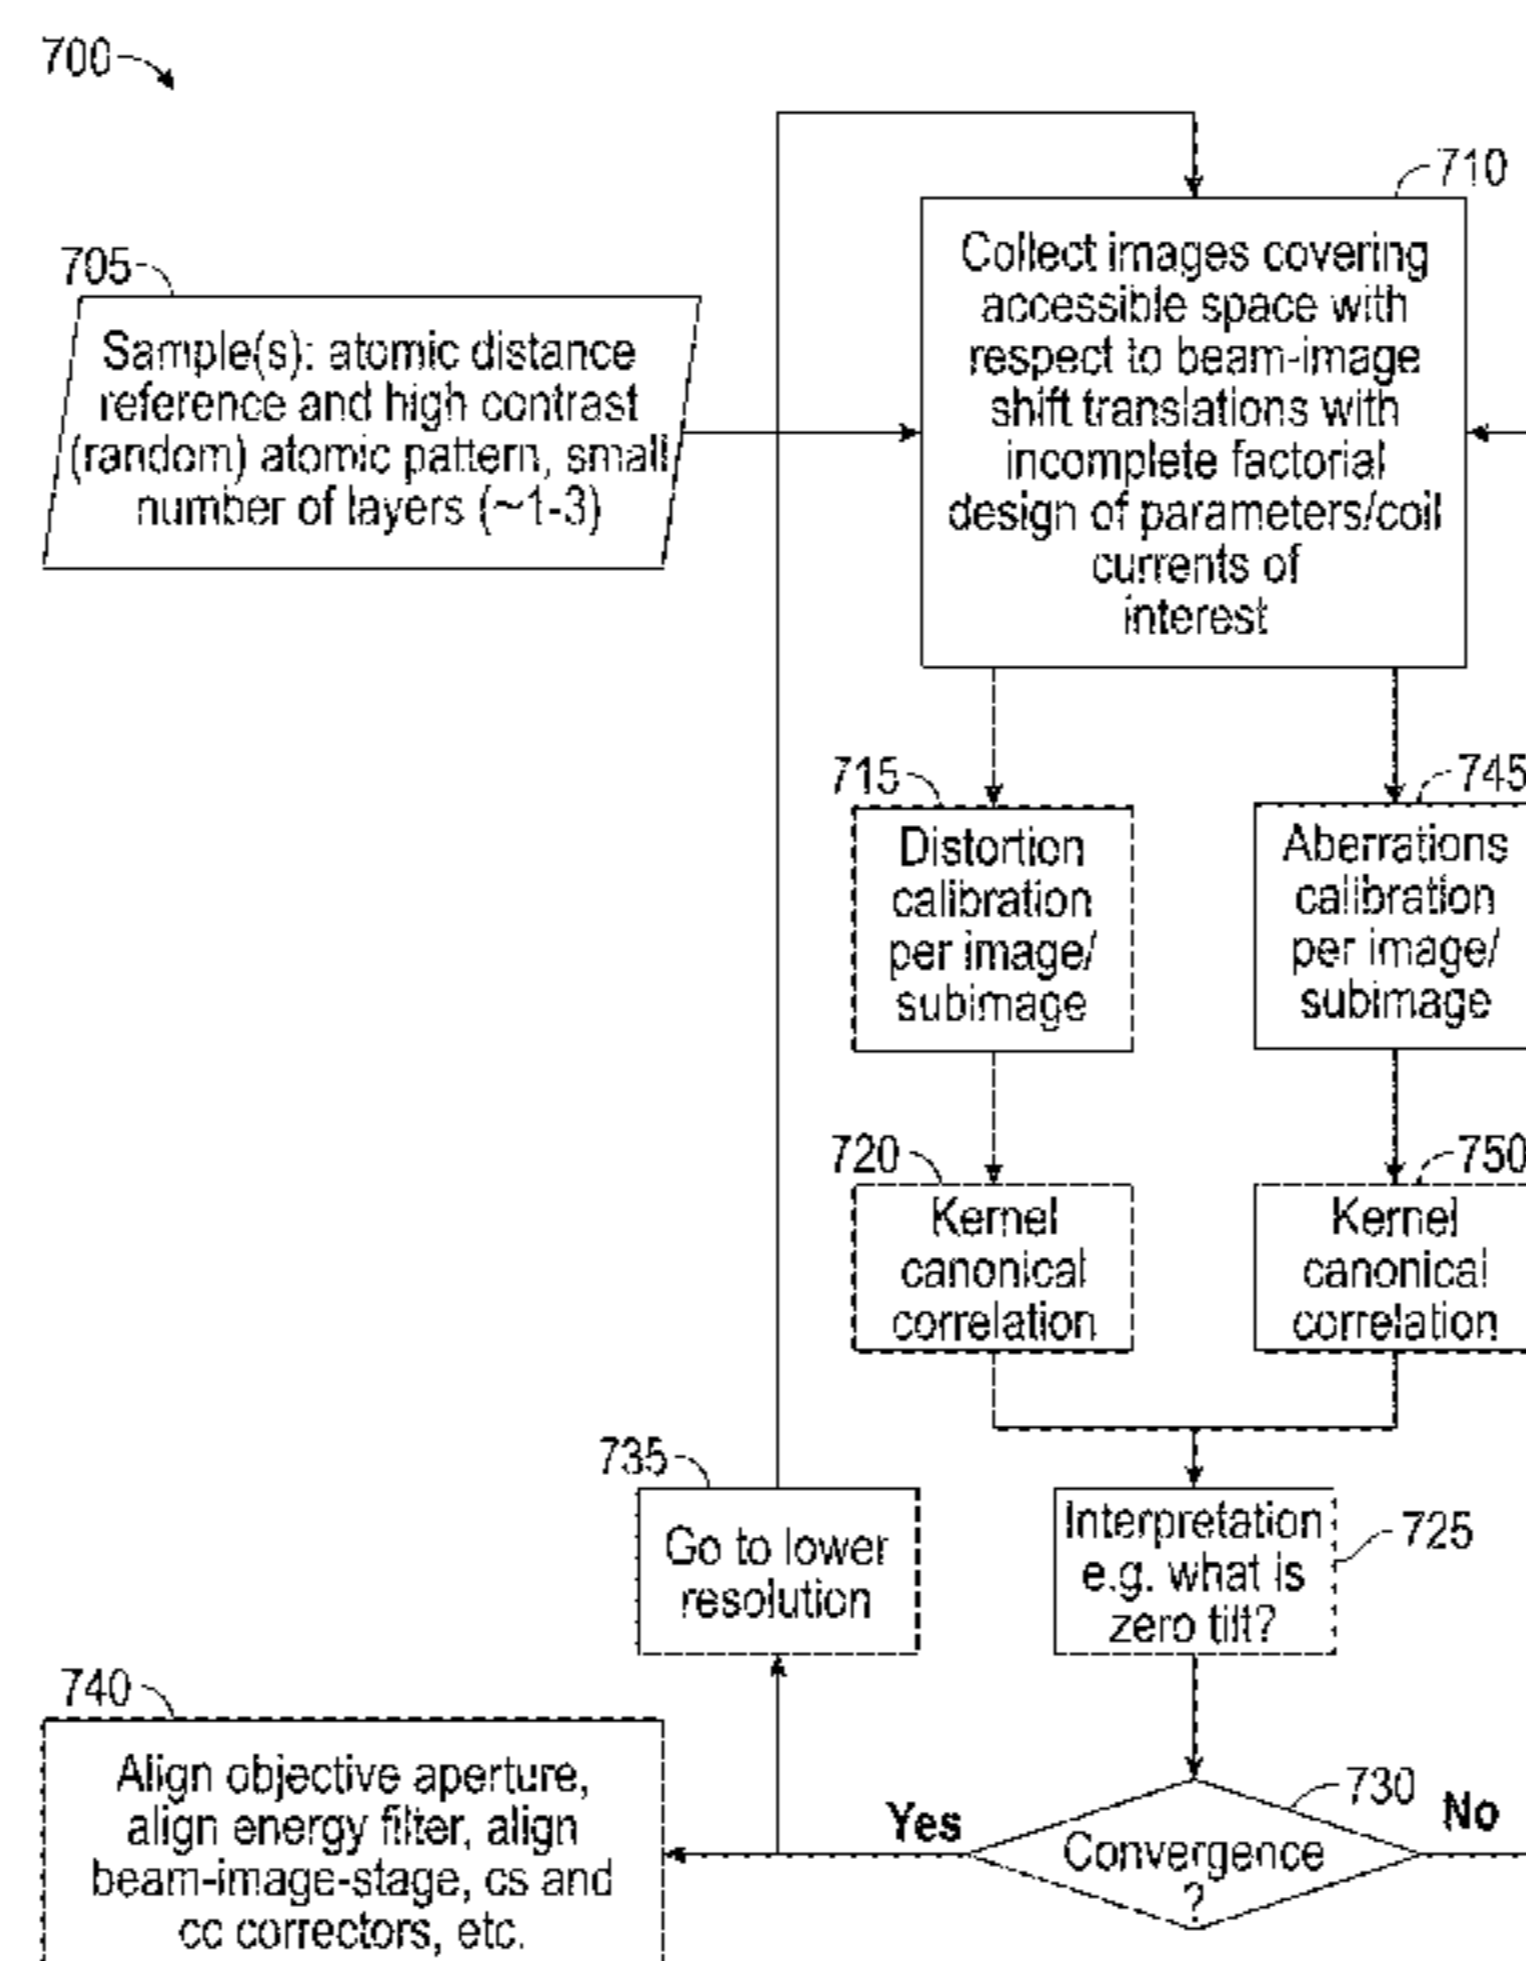 700
710
705
Collect images covering
accessible space with
respect to beam-image
shift translations with
incomplete factorial
design of parameters/coil
currents of
interest
Sample(s): atomic distance
reference and high contrast
(random) atomic pattern, small
number of layers (~1-3)
715
745
Distortion
calibration
per image/
subimage
Aberrations
calibration
per image/
subimage
720
750
Kernel
canonical
correlation
Kernel
canonical
correlation
735
Go to lower
resolution
Interpretation
e.g. what is
zero tilt?
725
740
Align objective aperture,
align energy filter, align
beam-image-stage, cs and
cc correctors, etc.
Yes
730
No
Convergence
?